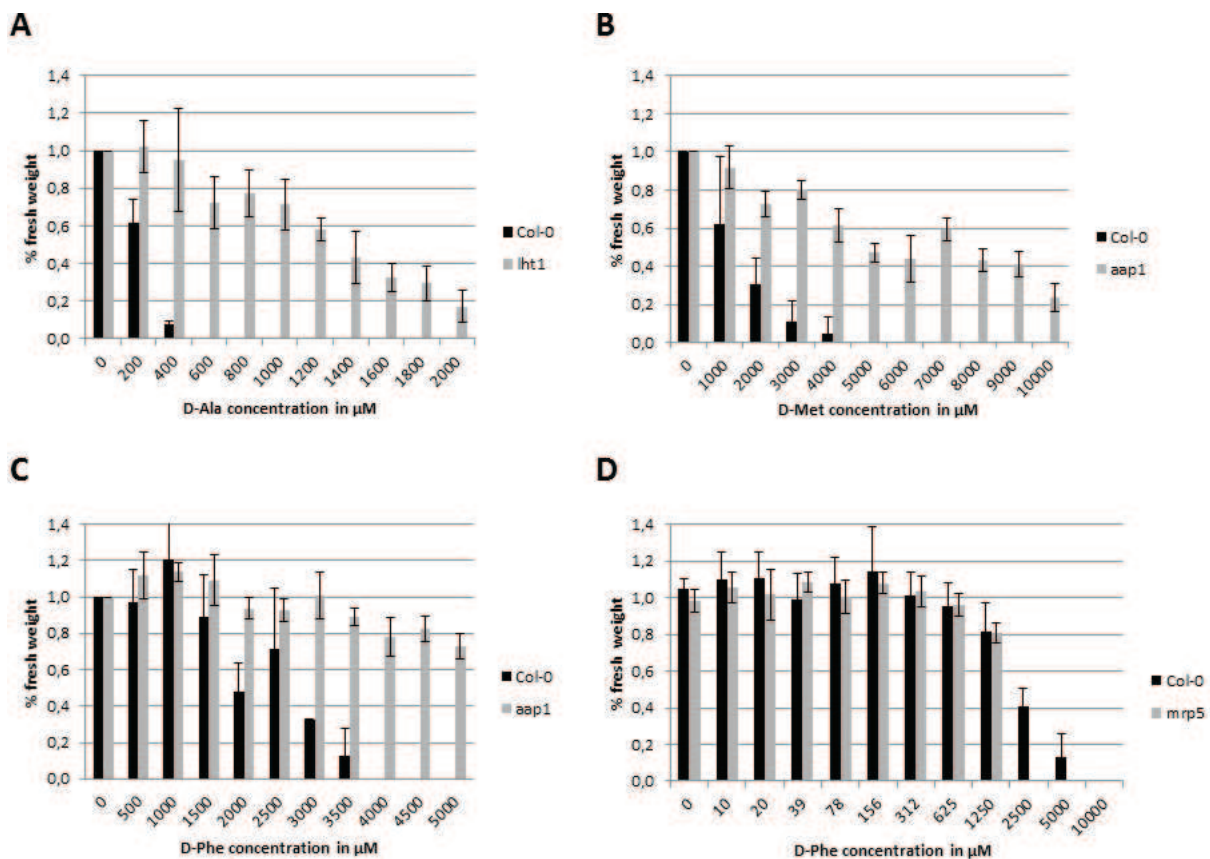 A
% fresh weight
1,4
1,2
1,0
0,8
0,6
0,4
0,2
0,0
0 200 400 600 800 1000 1200 1400 1600 1800 2000
D-Ala concentration in µM
Col-0
lht1
B
% fresh weight
1,4
1,2
1,0
0,8
0,6
0,4
0,2
0,0
0 1000 2000 3000 4000 5000 6000 7000 8000 9000 10000
D-Met concentration in µM
Col-0
aap1
C
% fresh weight
1,4
1,2
1,0
0,8
0,6
0,4
0,2
0,0
0 500 1000 1500 2000 2500 3000 3500 4000 4500 5000
D-Phe concentration in µM
Col-0
aap1
D
% fresh weight
1,4
1,2
1,0
0,8
0,6
0,4
0,2
0,0
0 10 20 39 78 156 312 625 1250 2500 5000 10000
D-Phe concentration in µM
Col-0
mrp5